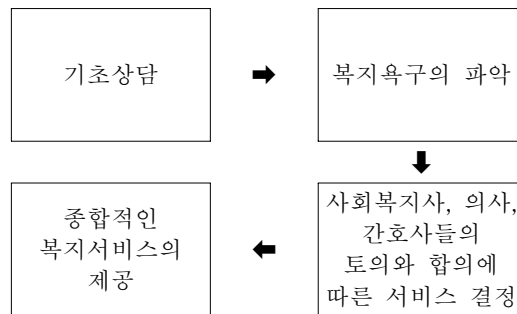 기초상담
복지욕구의 파악
사회복지사, 의사,
간호사들의
토의와 합의에
따른 서비스 결정
종합적인
복지서비스의
제공